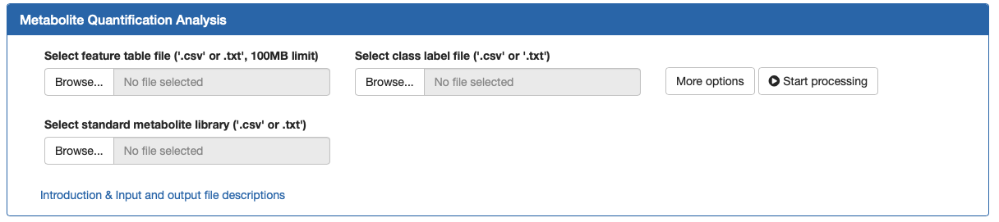 Metabolite Quantification Analysis
Select feature table file ('.csv' or .txt', 100MB limit)
Select class label file ('.csv' or '.txt')
Browse... No file selected
Browse... No file selected
More options
Start processing
Select standard metabolite library ('.csv' or .txt')
Browse... No file selected
Introduction & Input and output file descriptions